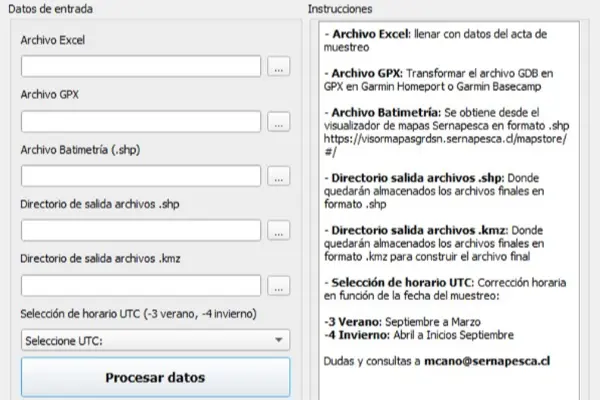 Datos de entrada
Archivo Excel
...
Archivo GPX
...
Archivo Batimetría (.shp)
...
Directorio de salida archivos .shp
...
Directorio de salida archivos .kmz
...
Selección de horario UTC (-3 verano, -4 invierno)
Seleccione UTC:
Procesar datos
Instrucciones
- Archivo Excel: llenar con datos del acta de
muestreo
- Archivo GPX: Transformar el archivo GDB en
GPX en Garmin Homeport o Garmin Basecamp
- Archivo Batimetría: Se obtiene desde el
visualizador de mapas Sernapesca en formato .shp
https://visormapasgrdsn.sernapesca.cl/mapstore/
#/
- Directorio salida archivos .shp: Donde
quedarán almacenados los archivos finales en
formato .shp
- Directorio salida archivos .kmz: Donde
quedarán almacenados los archivos finales en
formato .kmz para construir el archivo final
- Selección de horario UTC: Corrección horaria
en función de la fecha del muestreo:
-3 Verano: Septiembre a Marzo
-4 Invierno: Abril a Inicios Septiembre
Dudas y consultas a mcano@sernapesca.cl